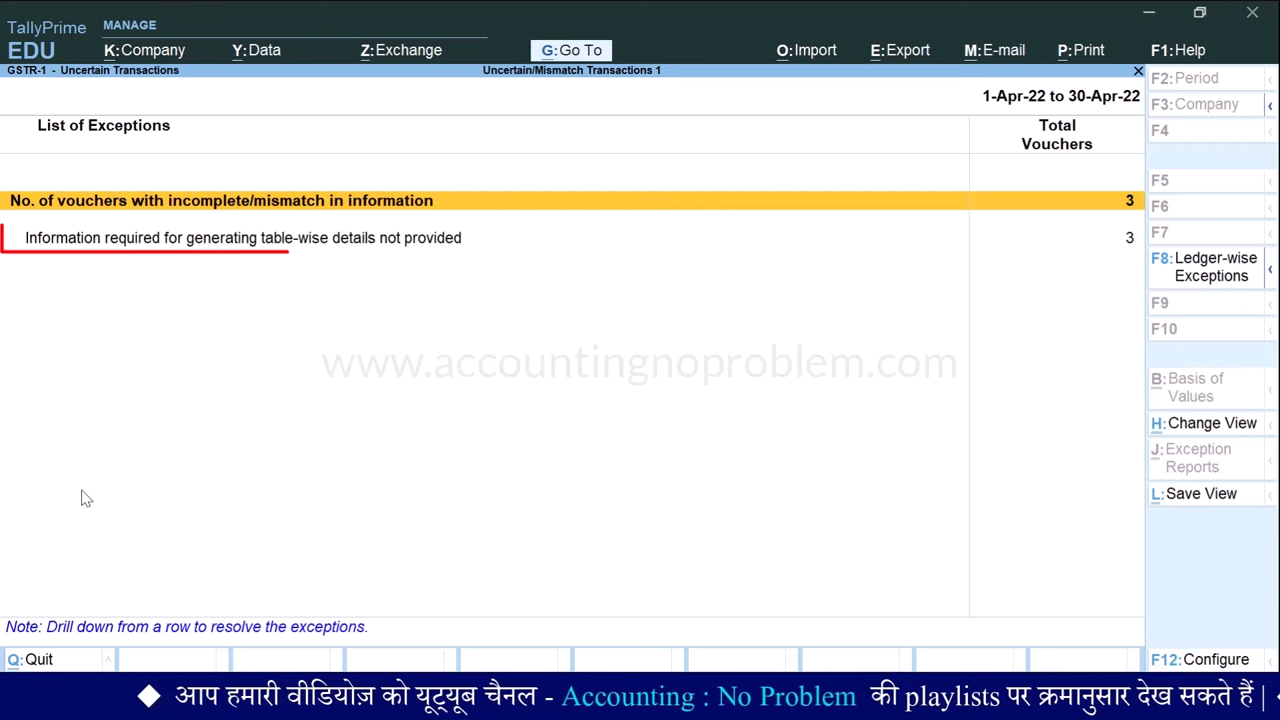 TallyPrime
EDU
MANAGE
K:Company
Y:Data
Z:Exchange
G:Go To
O:Import
E:Export
M:E-mail
P:Print
F1:Help
GSTR-1 - Uncertain Transactions
Uncertain/Mismatch Transactions 1
1-Apr-22 to 30-Apr-22
List of Exceptions
Total
Vouchers
No. of vouchers with incomplete/mismatch in information 3
Information required for generating table-wise details not provided 3
www.accountingnoproblem.com
F2:Period
F3:Company
F4
F5
F6
F7
F8:Ledger-wise
Exceptions
F9
F10
B:Basis of
Values
H:Change View
J:Exception
Reports
L:Save View
Note: Drill down from a row to resolve the exceptions.
Q:Quit
F12:Configure
आप हमारी वीडियोज़ को यूट्यूब चैनल - Accounting : No Problem की playlists पर क्रमानुसार देख सकते हैं |